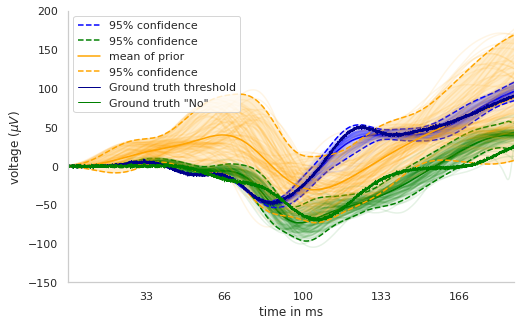 200
150
100
50
0
−50
−100
−150
voltage (μV)
95% confidence
95% confidence
mean of prior
95% confidence
Ground truth threshold
Ground truth "No"
33
66
100
133
166
time in ms